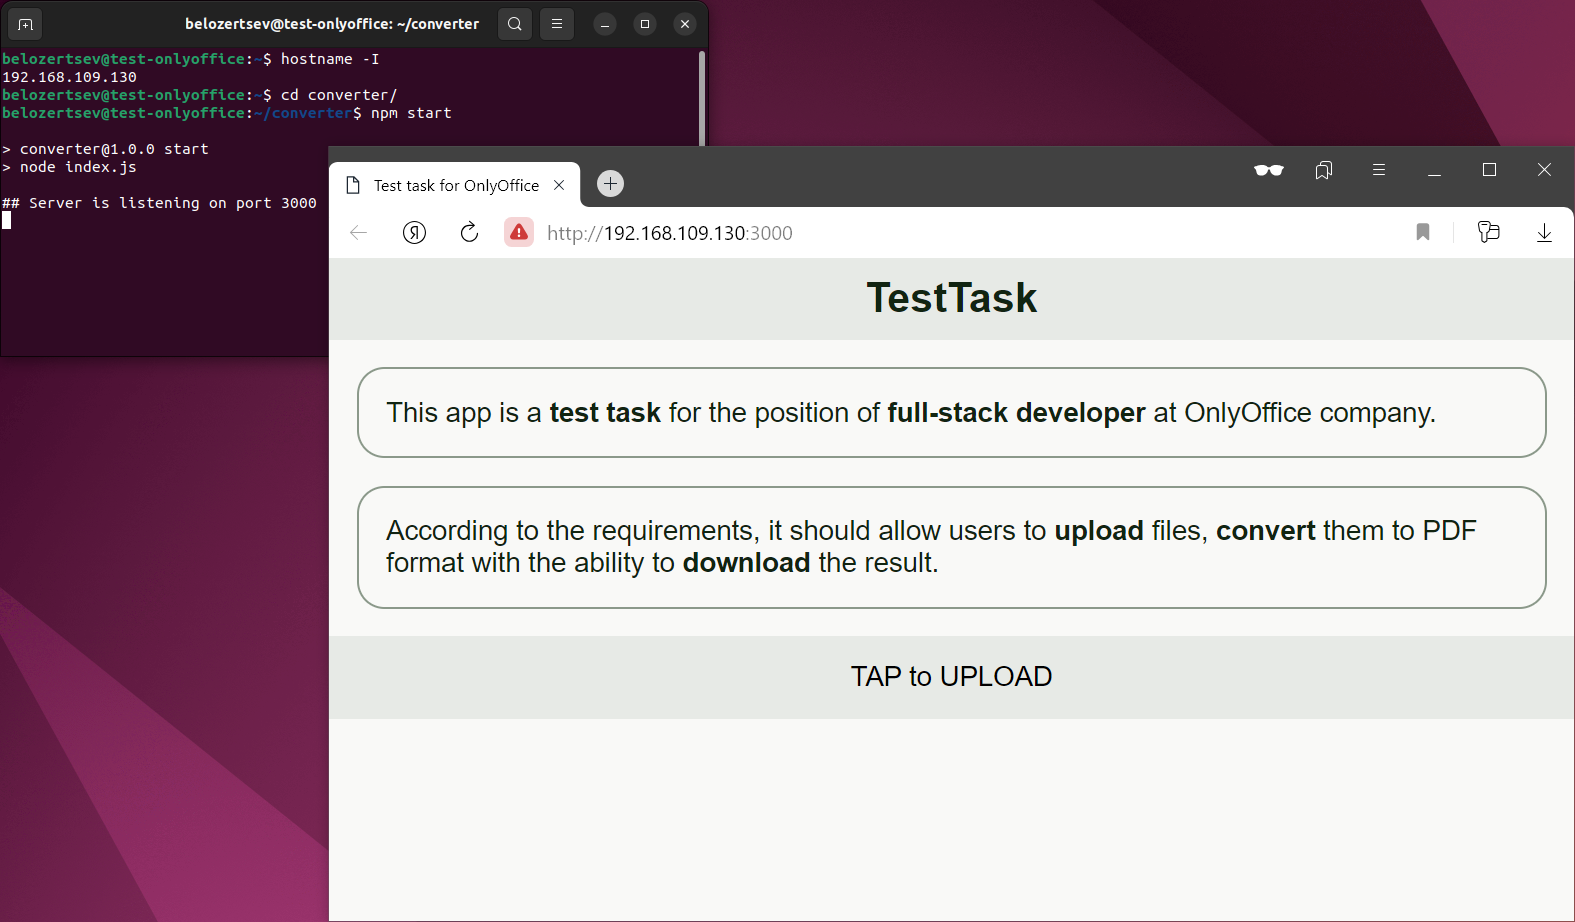 belozertsev@test-onlyoffice: ~/converter
belozertsev@test-onlyoffice:~$ hostname -I
192.168.109.130
belozertsev@test-onlyoffice:~$ cd converter/
belozertsev@test-onlyoffice:~/converter$ npm start
> converter@1.0.0 start
> node index.js
## Server is listening on port 3000
Test task for OnlyOffice
http://192.168.109.130:3000
TestTask
This app is a test task for the position of full-stack developer at OnlyOffice company.
According to the requirements, it should allow users to upload files, convert them to PDF
format with the ability to download the result.
TAP to UPLOAD